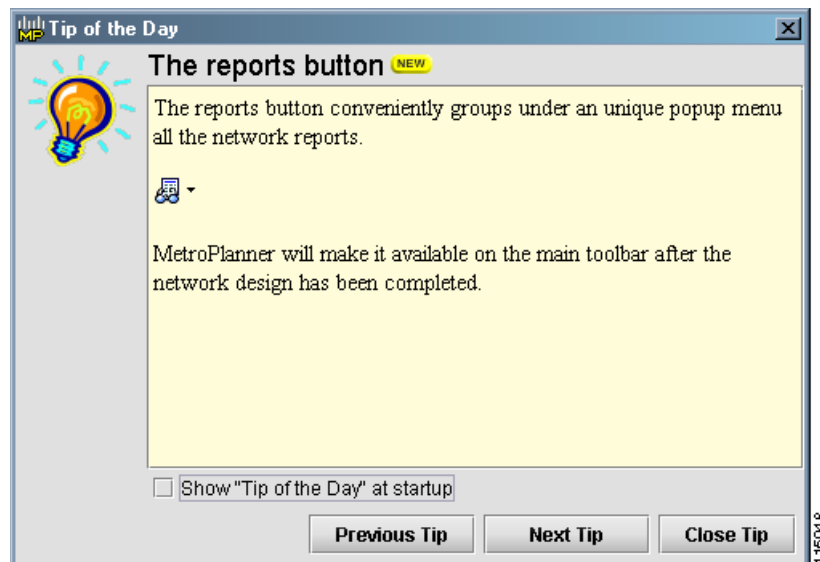 MP Tip of the Day
The reports button NEW
The reports button conveniently groups under an unique popup menu
all the network reports.
MetroPlanner will make it available on the main toolbar after the
network design has been completed.
Show "Tip of the Day" at startup
Previous Tip Next Tip Close Tip